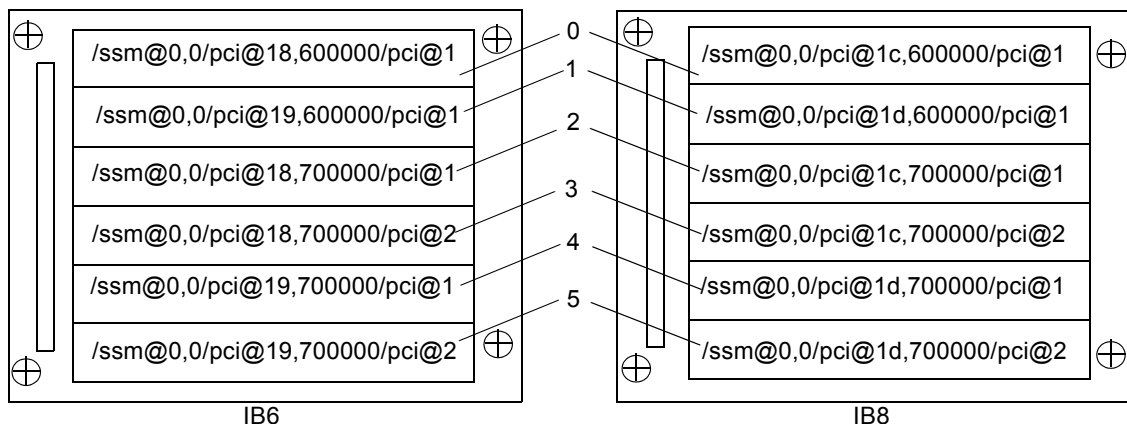 /ssm@0,0/pci@18,600000/pci@1
/ssm@0,0/pci@19,600000/pci@1
/ssm@0,0/pci@18,700000/pci@1
/ssm@0,0/pci@18,700000/pci@2
/ssm@0,0/pci@19,700000/pci@1
/ssm@0,0/pci@19,700000/pci@2
IB6
0
1
2
3
4
5
/ssm@0,0/pci@1c,600000/pci@1
/ssm@0,0/pci@1d,600000/pci@1
/ssm@0,0/pci@1c,700000/pci@1
/ssm@0,0/pci@1c,700000/pci@2
/ssm@0,0/pci@1d,700000/pci@1
/ssm@0,0/pci@1d,700000/pci@2
IB8